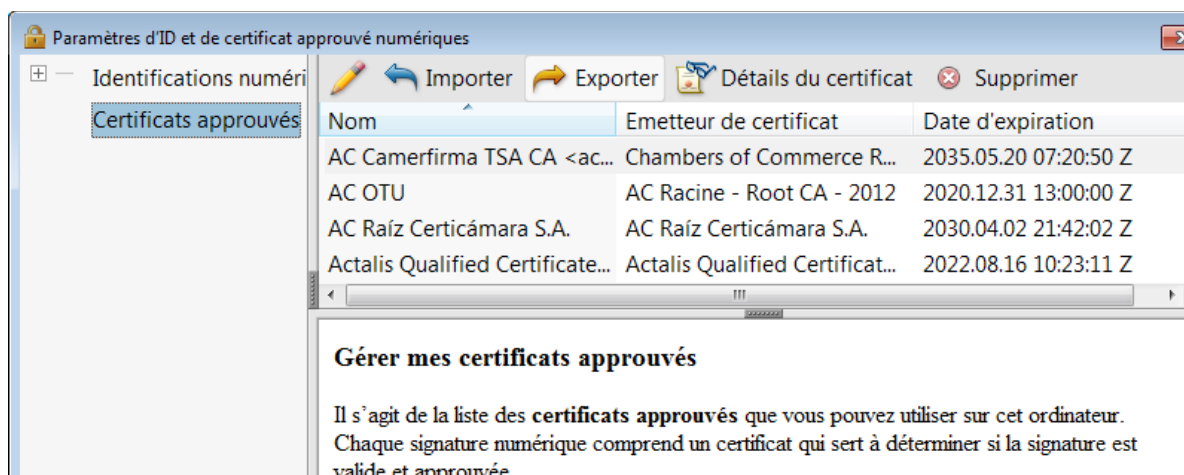 Paramètres d'ID et de certificat approuvé numériques
Identifications numéri
Certificats approuvés
Importer Exporter Détails du certificat Supprimer
Nom Emetteur de certificat Date d'expiration
AC Camerfirma TSA CA <ac... Chambers of Commerce R... 2035.05.20 07:20:50 Z
AC OTU AC Racine - Root CA - 2012 2020.12.31 13:00:00 Z
AC Raíz Certicámara S.A. AC Raíz Certicámara S.A. 2030.04.02 21:42:02 Z
Actalis Qualified Certificate... Actalis Qualified Certificat... 2022.08.16 10:23:11 Z
Gérer mes certificats approuvés
Il s'agit de la liste des certificats approuvés que vous pouvez utiliser sur cet ordinateur.
Chaque signature numérique comprend un certificat qui sert à déterminer si la signature est
valide et approuvée